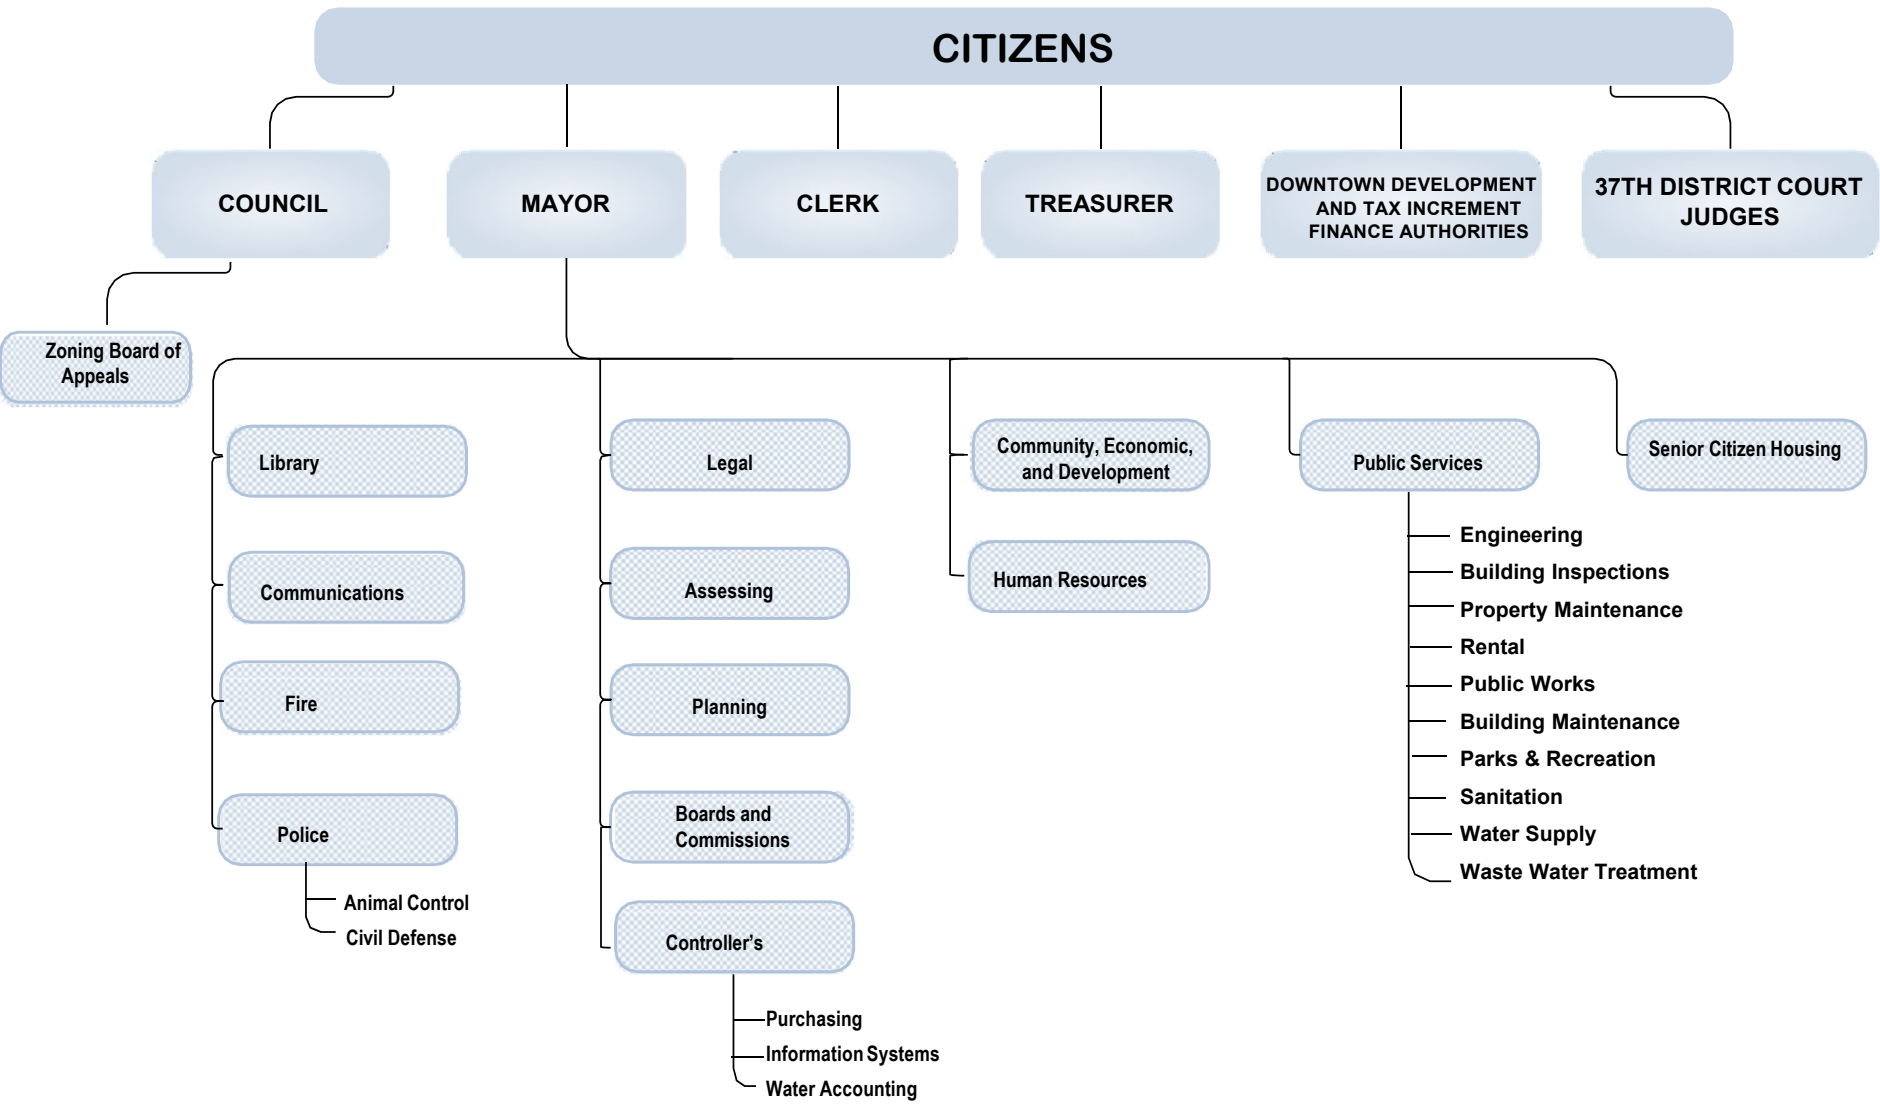 CITIZENS
COUNCIL
MAYOR
CLERK
TREASURER
DOWNTOWN DEVELOPMENT
AND TAX INCREMENT
FINANCE AUTHORITIES
37TH DISTRICT COURT
JUDGES
Zoning Board of
Appeals
Library
Communications
Fire
Police
Animal Control
Civil Defense
Legal
Assessing
Planning
Boards and
Commissions
Controller’s
Purchasing
Information Systems
Water Accounting
Community, Economic,
and Development
Human Resources
Public Services
Engineering
Building Inspections
Property Maintenance
Rental
Public Works
Building Maintenance
Parks & Recreation
Sanitation
Water Supply
Waste Water Treatment
Senior Citizen Housing